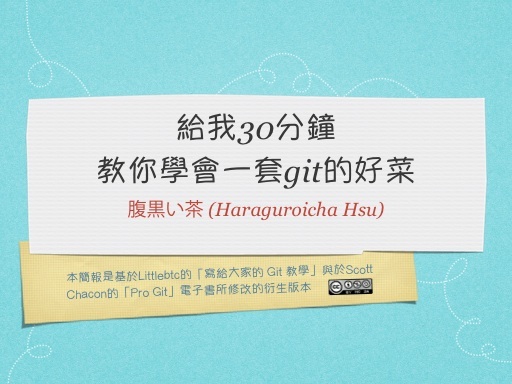 給我30分鐘
教你學會一套git的好菜
腹黒い茶 (Haraguroicha Hsu)
本簡報是基於Littlebtc的「寫給大家的 Git 教學」與於Scott
Chacon的「Pro Git」電子書所修改的衍生版本